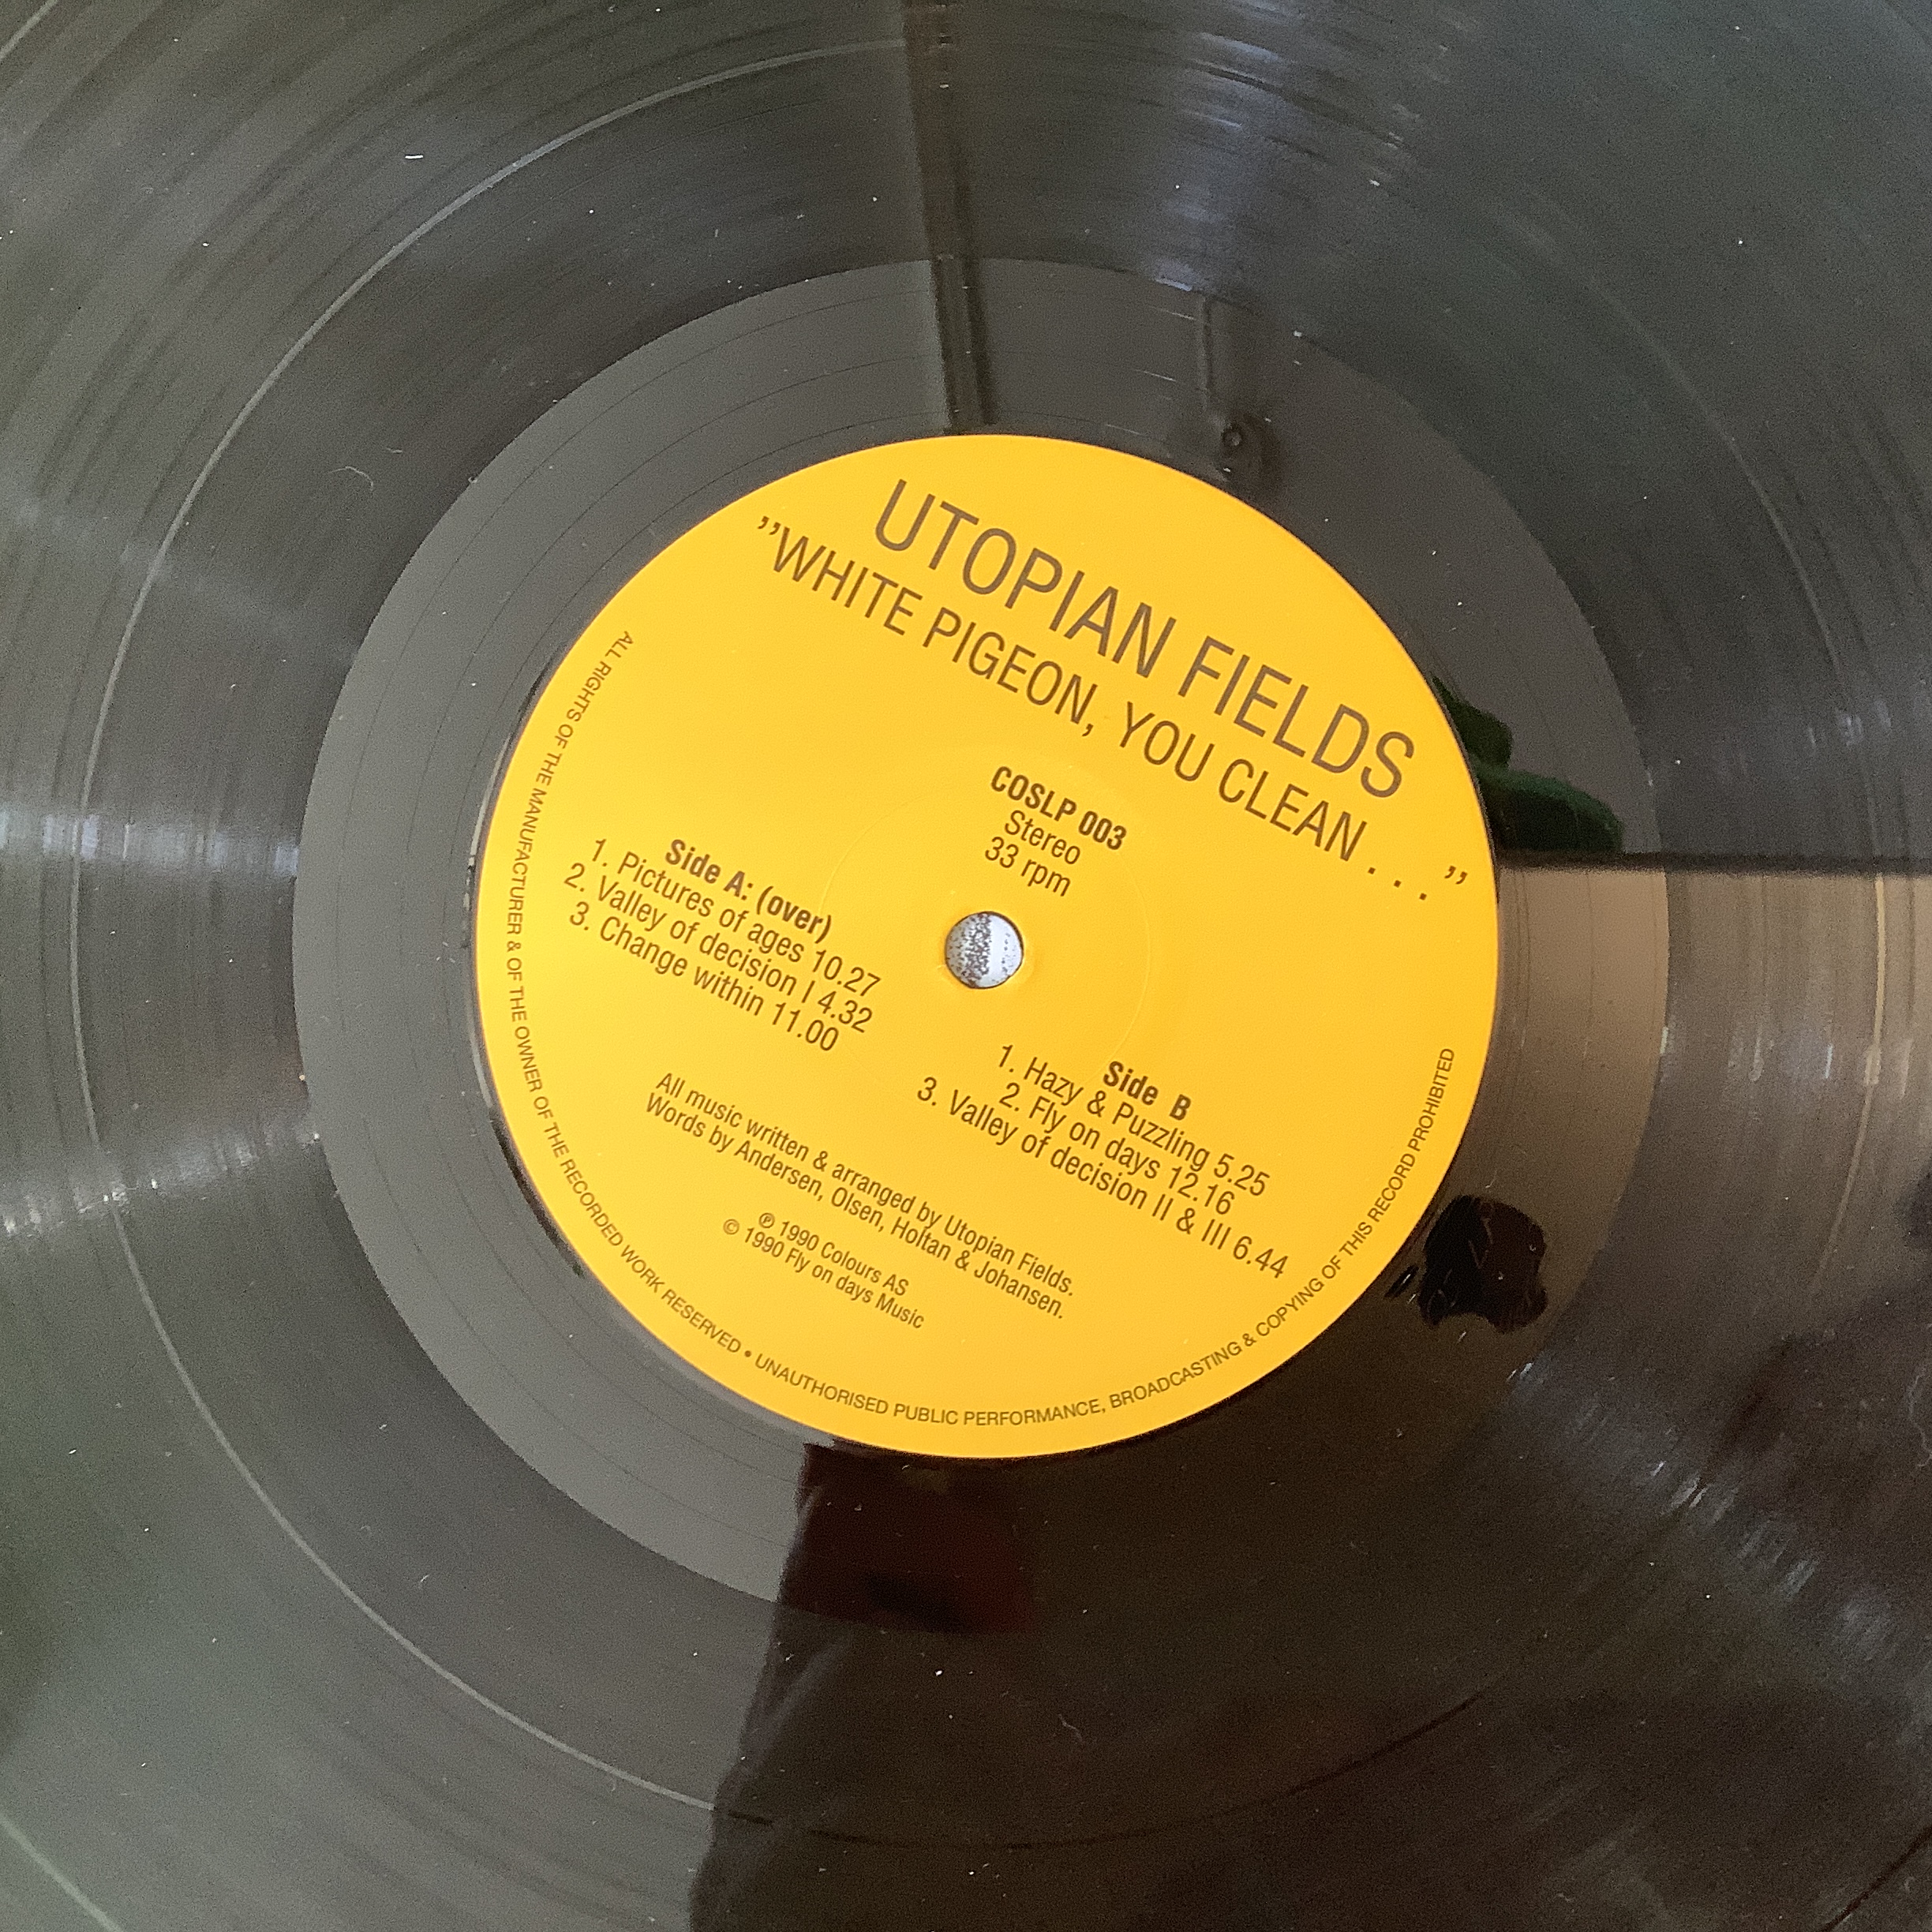 UTOPIAN FIELDS
”WHITE PIGEON, YOU CLEAN . . . ”
COSLP 003
Stereo
33 rpm
Side A: (over)
1. Pictures of ages 10.27
2. Valley of decision I 4.32
3. Change within 11.00
Side B
1. Hazy & Puzzling 5.25
2. Fly on days 12.16
3. Valley of decision II & III 6.44
All music written & arranged by Utopian Fields.
Words by Andersen, Olsen, Holtan & Johansen.
℗ 1990 Colours AS
© 1990 Fly on days Music
ALL RIGHTS OF THE MANUFACTURER & OF THE OWNER OF THE RECORDED WORK RESERVED • UNAUTHORISED PUBLIC PERFORMANCE, BROADCASTING & COPYING OF THIS RECORD PROHIBITED